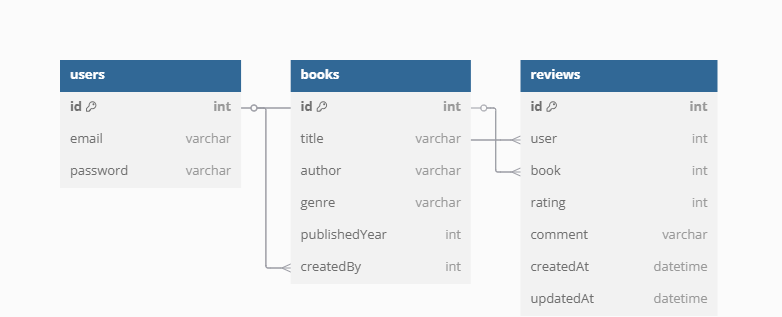 users
id int
email varchar
password varchar
books
id int
title varchar
author varchar
genre varchar
publishedYear int
createdBy int
reviews
id int
user int
book int
rating int
comment varchar
createdAt datetime
updatedAt datetime